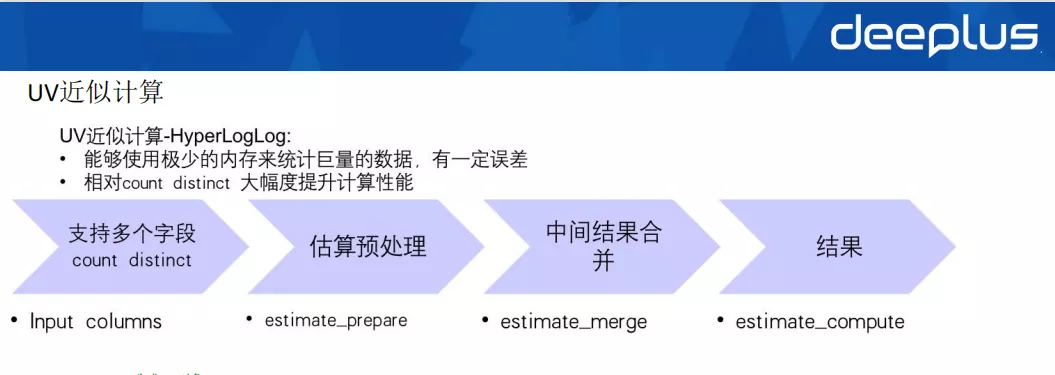 deeplus
UV近似计算
UV近似计算-HyperLogLog:
• 能够使用极少的内存来统计巨量的数据，有一定误差
• 相对count distinct 大幅度提升计算性能
支持多个字段
count distinct
估算预处理
中间结果合
并
结果
• Input columns
• estimate_prepare
• estimate_merge
• estimate_compute